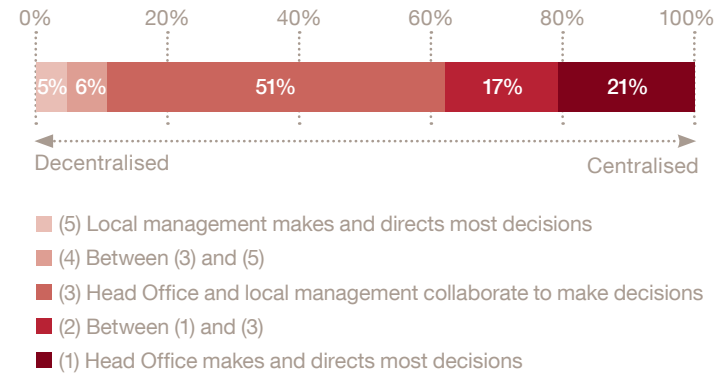 0% 20% 40% 60% 80% 100%
5% 6% 51% 17% 21%
Decentralised Centralised
(5) Local management makes and directs most decisions
(4) Between (3) and (5)
(3) Head Office and local management collaborate to make decisions
(2) Between (1) and (3)
(1) Head Office makes and directs most decisions